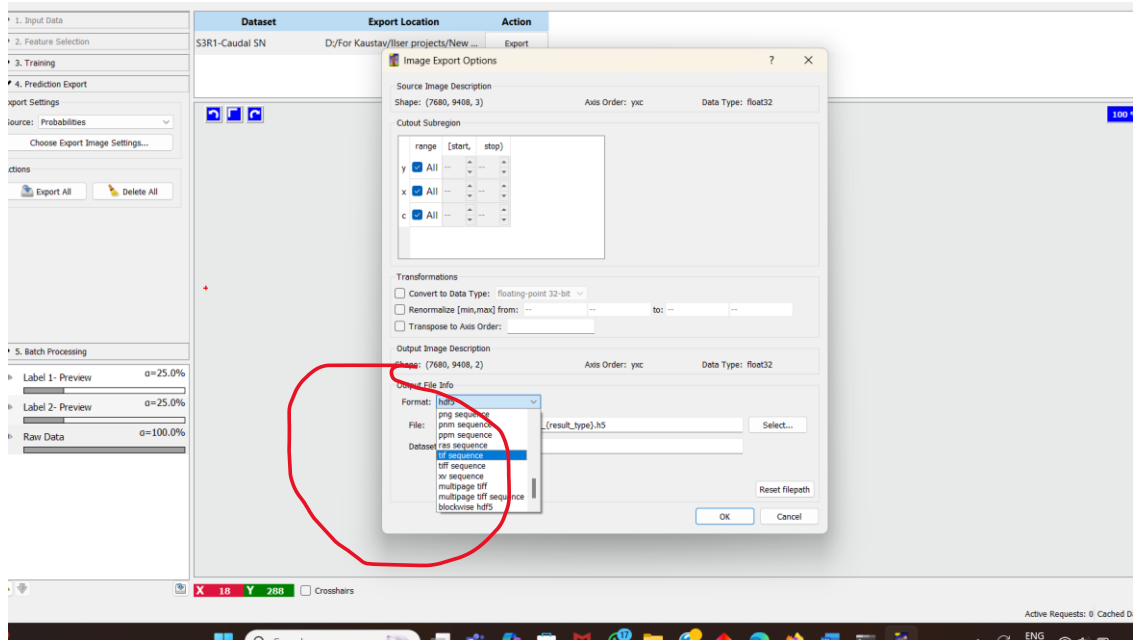 1. Input Data
2. Feature Selection
3. Training
4. Prediction Export
xport Settings
ource: Probabilities
Choose Export Image Settings...
ctions
Export All Delete All
Dataset Export Location Action
S3R1-Caudal SN D:/For Kaustav/Ilser projects/New ... Export
100
Image Export Options ? X
Source Image Description
Shape: (7680, 9408, 3) Axis Order: yxc Data Type: float32
Cutout Subregion
range [start, stop)
y All -- --
x All -- --
c All -- --
Transformations
Convert to Data Type: floating-point 32-bit
Renormalize [min,max] from: -- -- to: -- --
Transpose to Axis Order:
Output Image Description
Shape: (7680, 9408, 2) Axis Order: yxc Data Type: float32
Output File Info
Format: hdf5
png sequence
File: pnm sequence _{result_type}.h5 Select...
ppm sequence
Dataset ras sequence
tif sequence
tiff sequence
xv sequence
multipage tiff
multipage tiff sequence
blockwise hdf5
Reset filepath
OK Cancel
5. Batch Processing
Label 1- Preview α=25.0%
Label 2- Preview α=25.0%
Raw Data α=100.0%
X 18 Y 288 Crosshairs
Active Requests: 0 Cached D
17
ENG